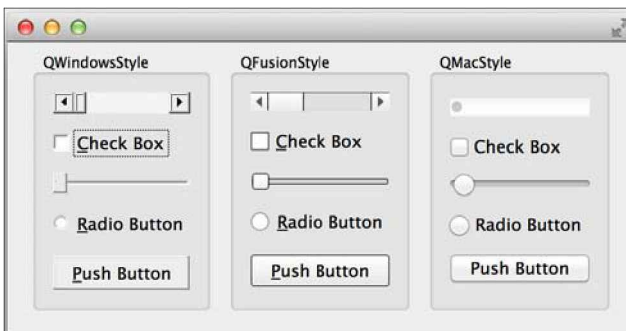 QWindowsStyle
Check Box
Radio Button
Push Button
QFusionStyle
Check Box
Radio Button
Push Button
QMacStyle
Check Box
Radio Button
Push Button